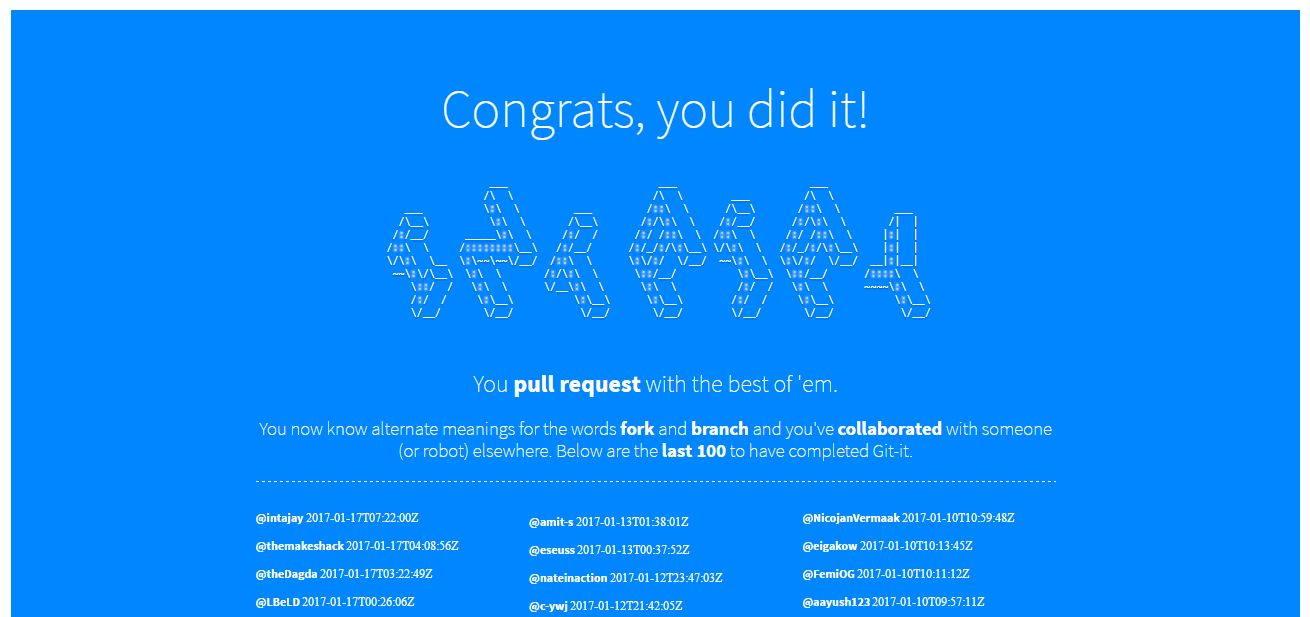 Congrats, you did it!
You pull request with the best of 'em.
You now know alternate meanings for the words fork and branch and you've collaborated with someone
(or robot) elsewhere. Below are the last 100 to have completed Git-it.
@intajay 2017-01-17T07:22:00Z
@themakeshack 2017-01-17T04:08:56Z
@theDagda 2017-01-17T03:22:49Z
@LBeLD 2017-01-17T00:26:06Z
@amit-s 2017-01-13T01:38:01Z
@eseuss 2017-01-13T00:37:52Z
@nateinaction 2017-01-12T23:47:03Z
@c-ywj 2017-01-12T21:42:05Z
@NicojanVermaak 2017-01-10T10:59:48Z
@eigakow 2017-01-10T10:13:45Z
@FemiOG 2017-01-10T10:11:12Z
@aayush123 2017-01-10T09:57:11Z